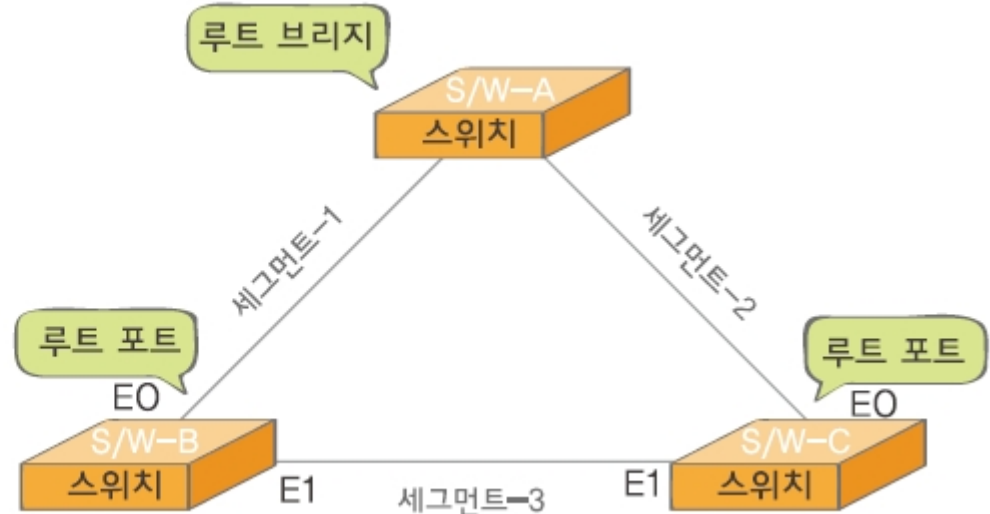 루트 브리지
S/W-A
스위치
세그먼트-1
세그먼트-2
루트 포트
E0
S/W-B
스위치
E1
세그먼트-3
루트 포트
E0
S/W-C
스위치
E1